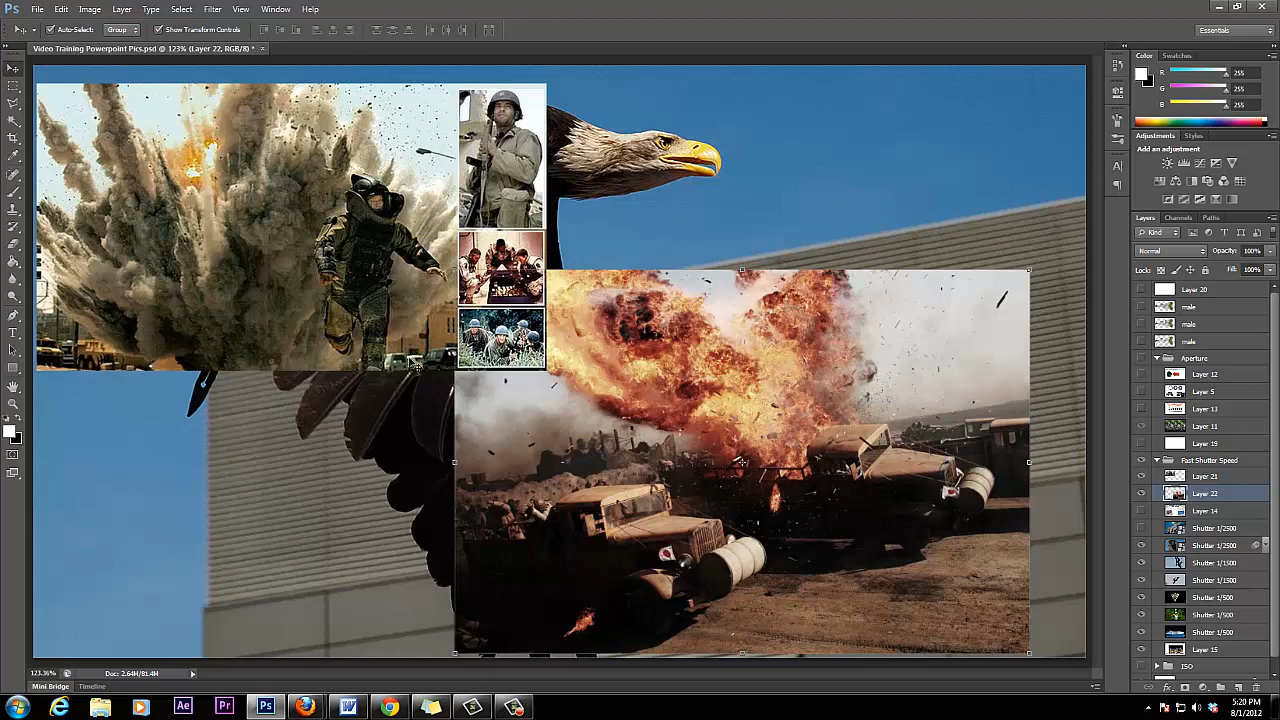 Ps File Edit Image Layer Type Select Filter View Window Help
Auto-Select: Group Show Transform Controls Essentials
Video Training Powerpoint Pics.psd @ 123% (Layer 22, RGB/8) * ×
Color Swatches
R 255
G 255
B 255
Adjustments Styles
Add an adjustment
Layers Channels Paths
Kind
Normal Opacity: 100%
Lock: Fill: 100%
Layer 20
male
male
male
Aperture
Layer 12
Layer 5
Layer 13
Layer 11
Layer 19
Fast Shutter Speed
Layer 21
Layer 22
Layer 14
Shutter 1/2500
Shutter 1/2500
Shutter 1/1500
Shutter 1/1500
Shutter 1/500
Shutter 1/500
Shutter 1/500
Layer 15
ISO
123.36% Doc: 2.64M/81.4M
Mini Bridge Timeline
Ae Pr Ps W
5:20 PM
8/1/2012